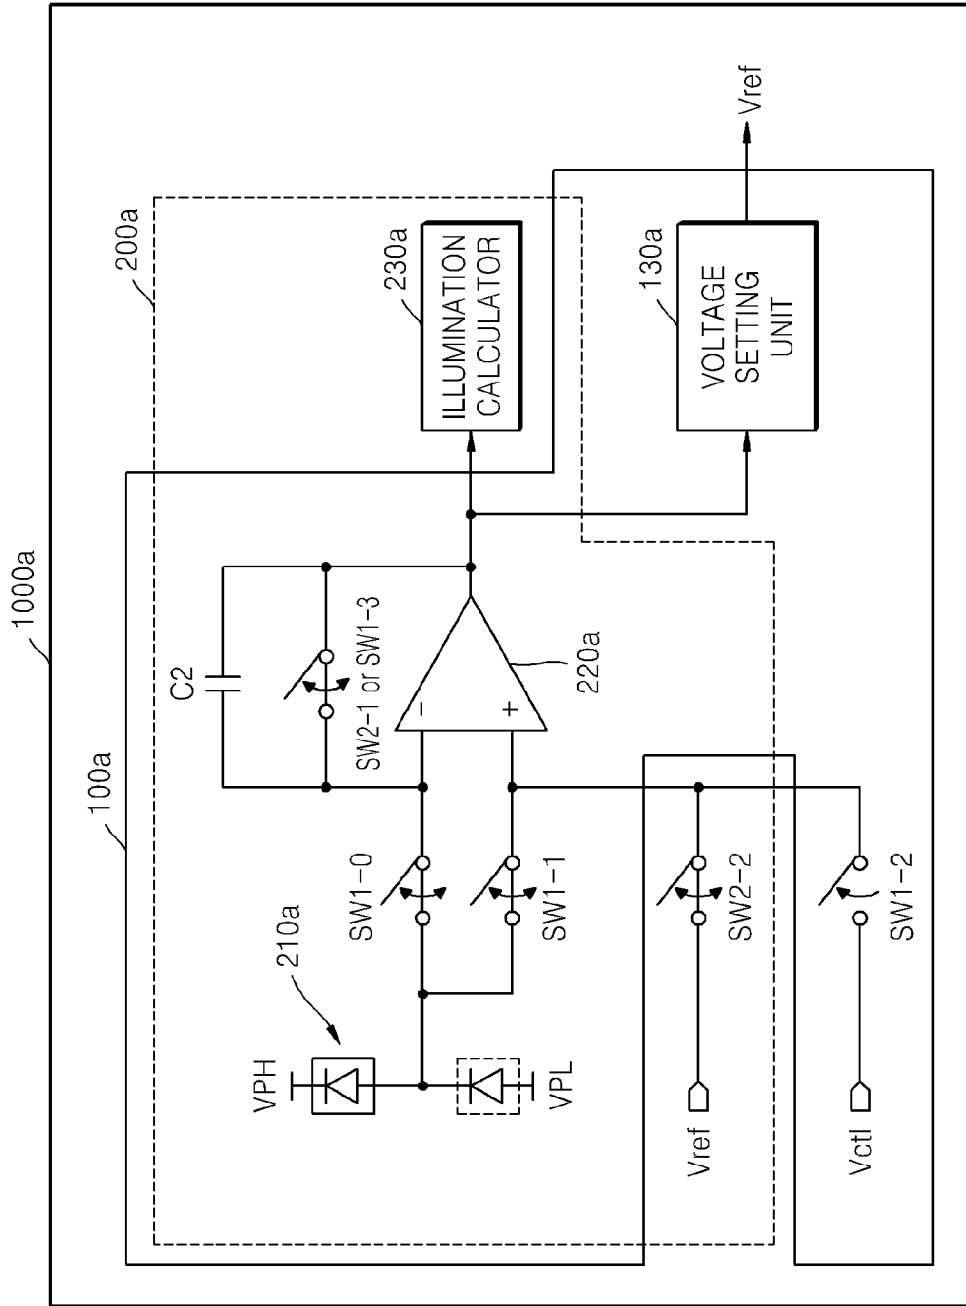 1000a
100a
200a
C2
SW2-1 or SW1-3
ILLUMINATION
CALCULATOR
230a
210a
VPH
VPL
SW1-0
SW1-1
-
+
220a
Vref
SW2-2
Vctl
SW1-2
VOLTAGE
SETTING
UNIT
130a
Vref